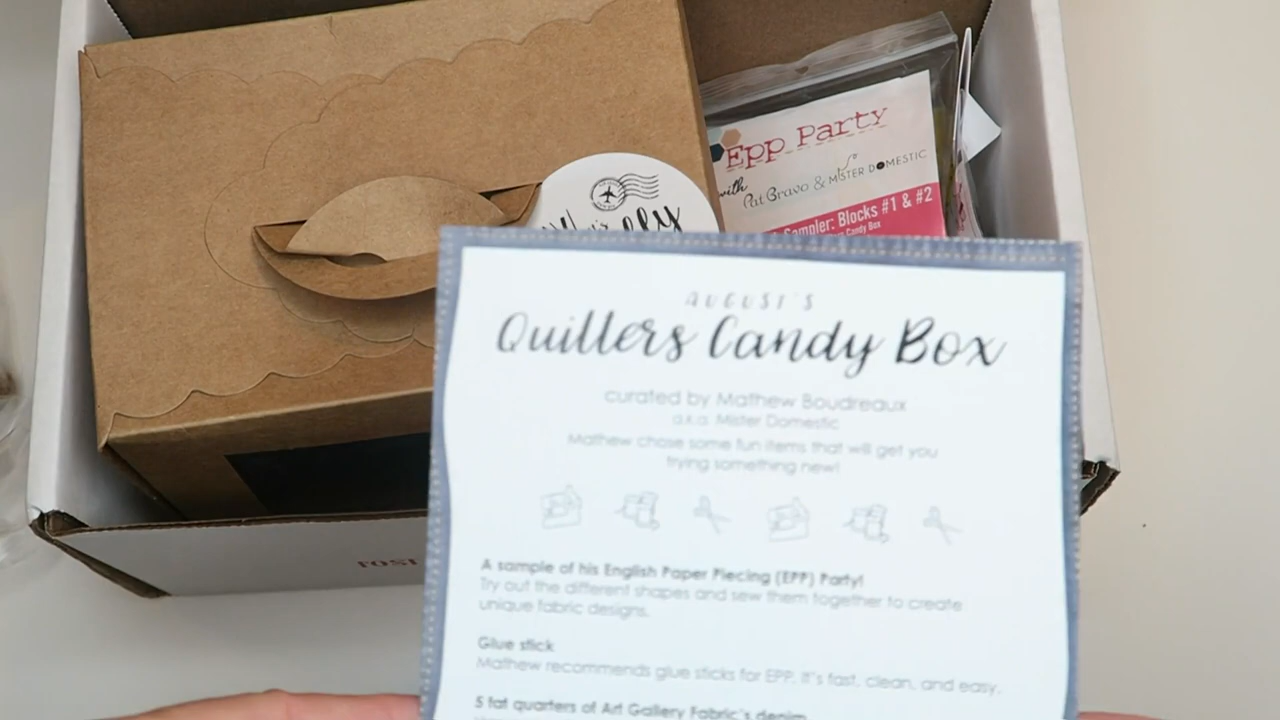 Epp Party
with Pat Bravo & MISTER DOMESTIC
Sampler: Blocks #1 & #2
Candy Box
AUGUST'S
Quilters Candy Box
curated by Mathew Boudreaux
a.k.a. Mister Domestic
Mathew chose some fun items that will get you
trying something new!
A sample of his English Paper Piecing (EPP) Party!
Try out the different shapes and sew them together to create
unique fabric designs.
Glue stick
Mathew recommends glue sticks for EPP. It's fast, clean, and easy.
5 fat quarters of Art Gallery Fabric's denim